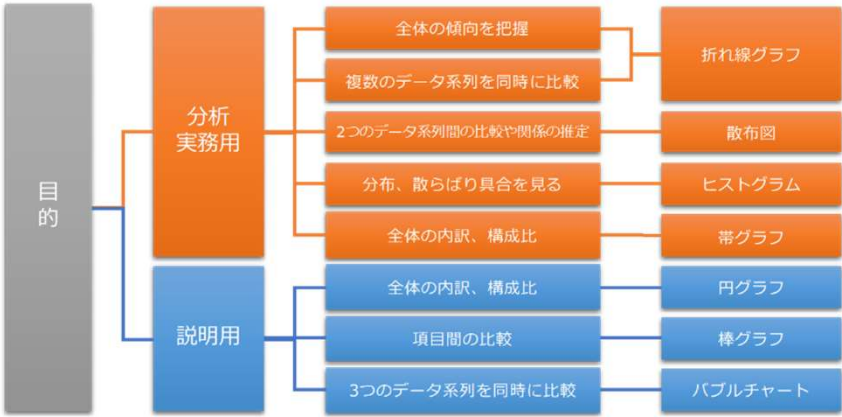 目
的
分析
実務用
全体の傾向を把握
複数のデータ系列を同時に比較
折れ線グラフ
2つのデータ系列間の比較や関係の推定
散布図
分布、散らばり具合を見る
ヒストグラム
全体の内訳、構成比
帯グラフ
説明用
全体の内訳、構成比
円グラフ
項目間の比較
棒グラフ
3つのデータ系列を同時に比較
バブルチャート